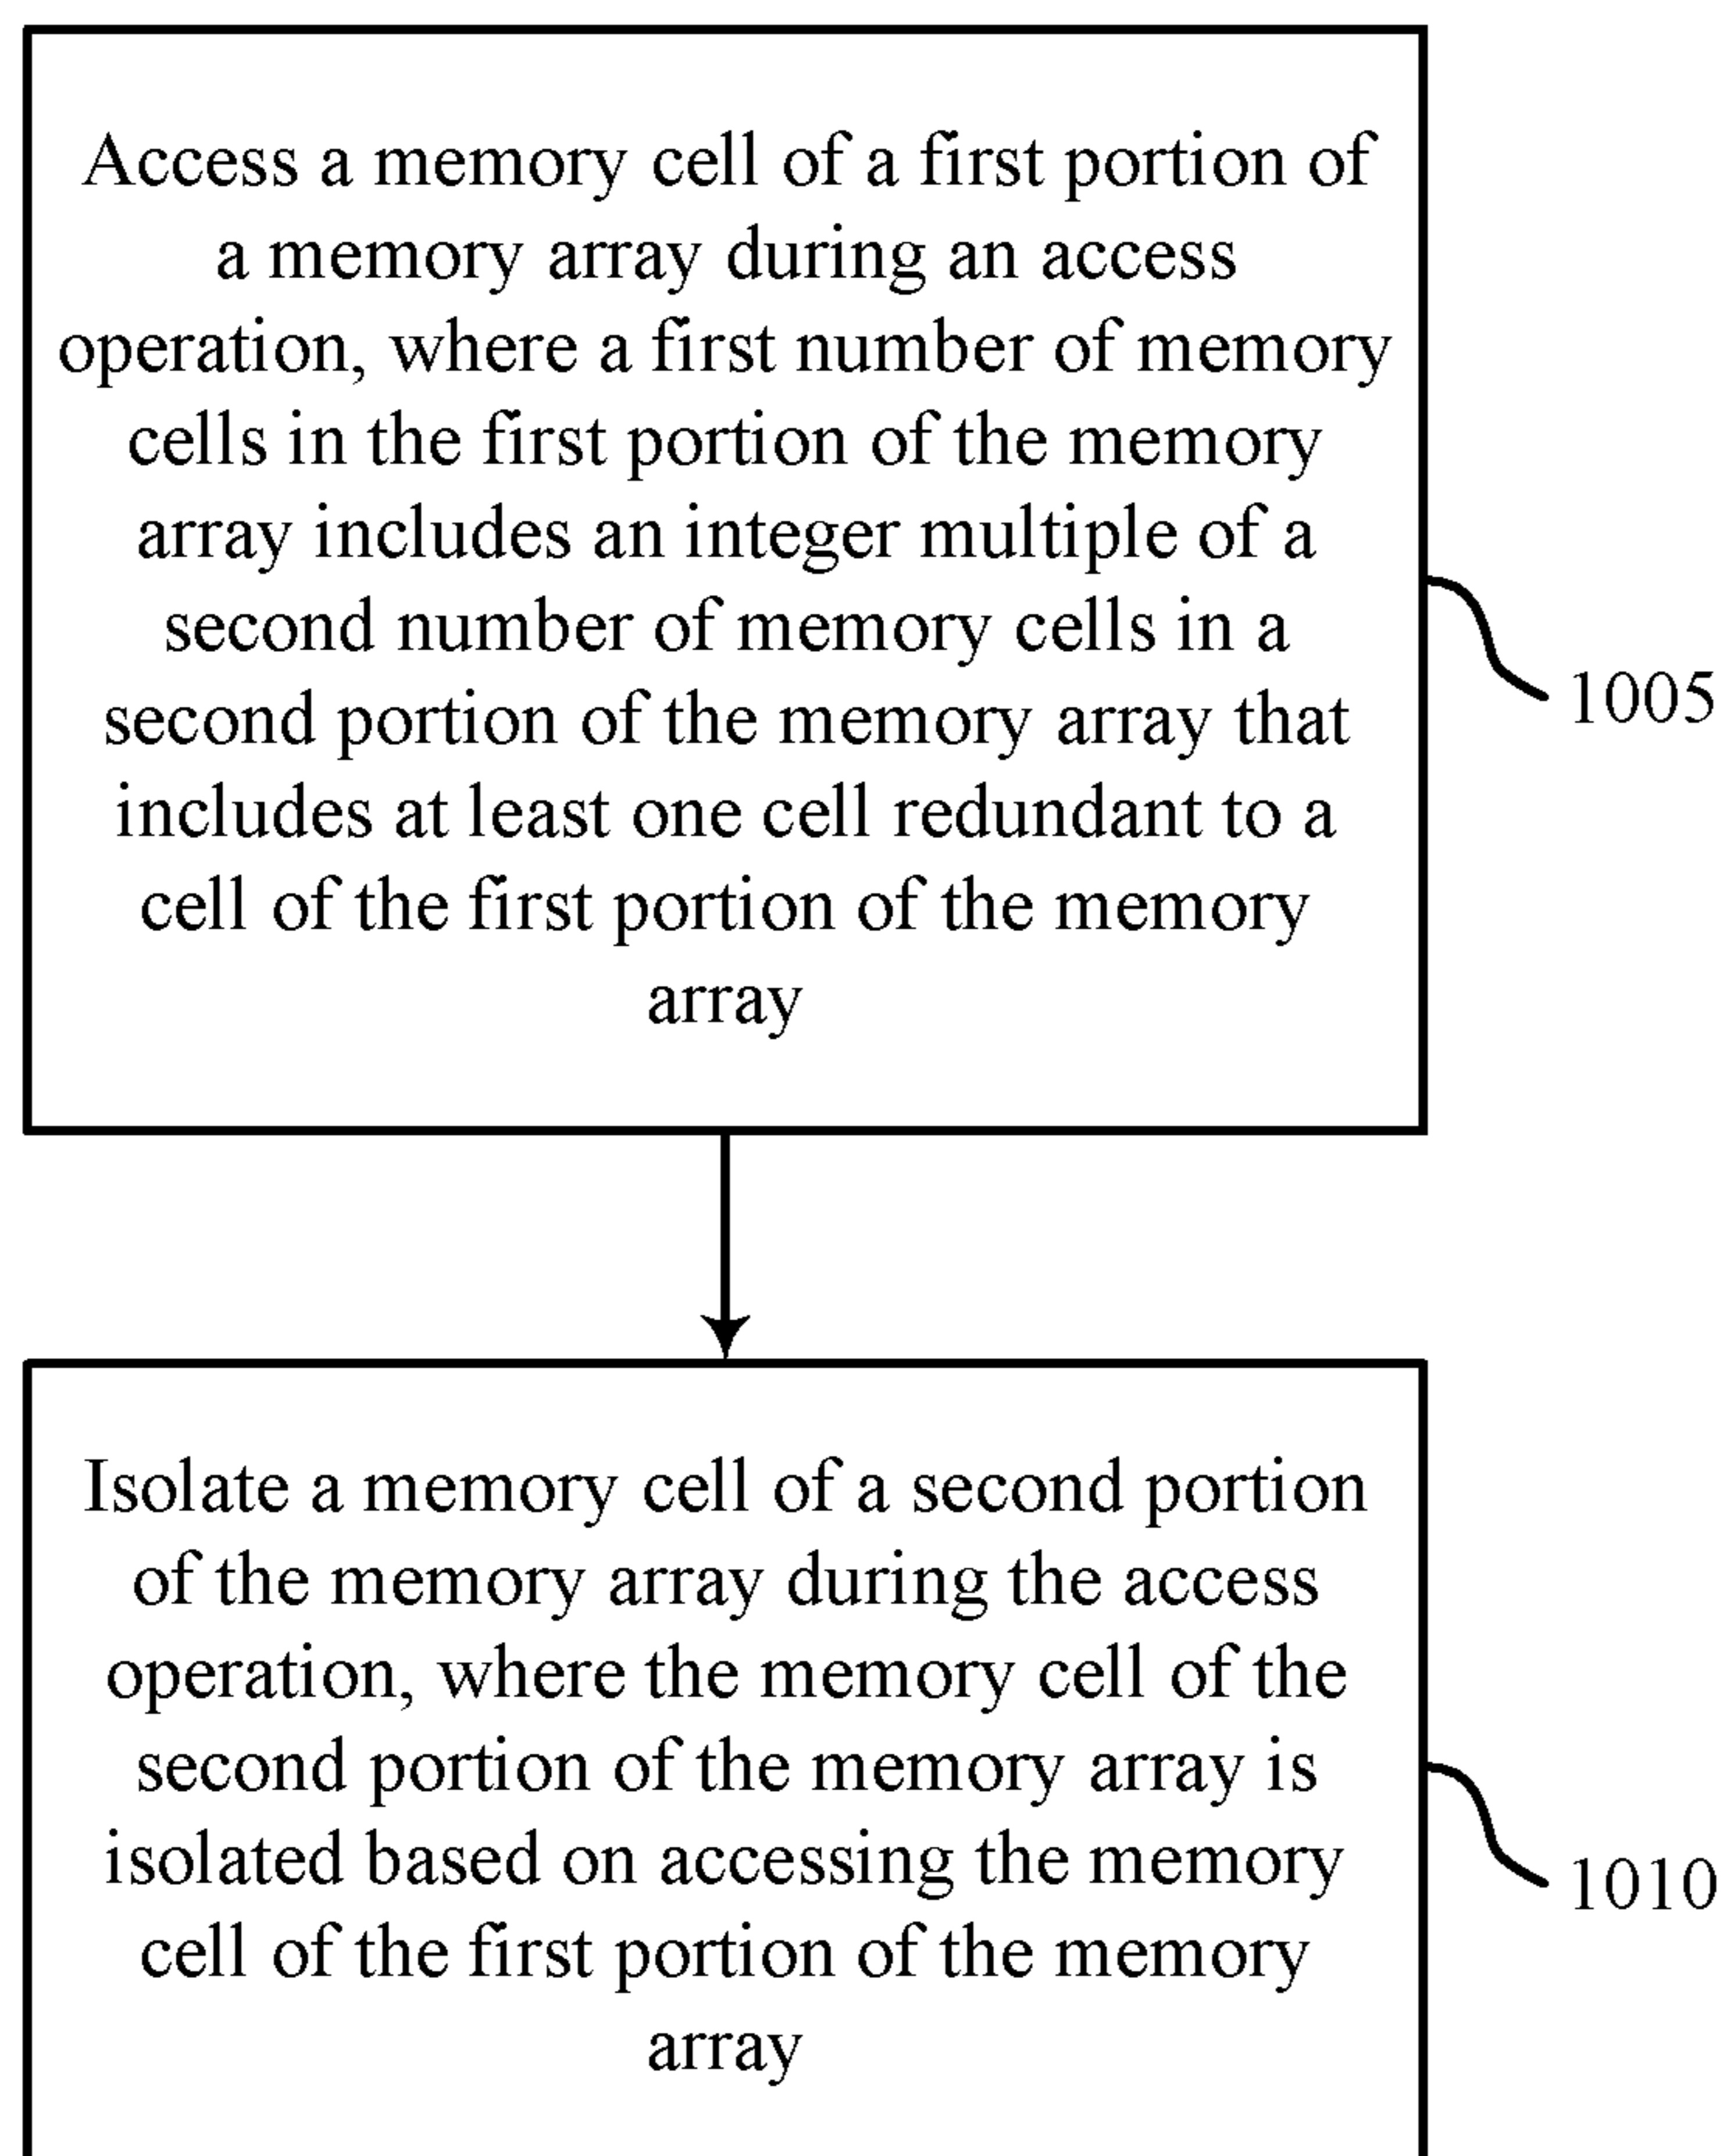 Access a memory cell of a first portion of
a memory array during an access
operation, where a first number of memory
cells in the first portion of the memory
array includes an integer multiple of a
second number of memory cells in a
second portion of the memory array that
includes at least one cell redundant to a
cell of the first portion of the memory
array
1005
Isolate a memory cell of a second portion
of the memory array during the access
operation, where the memory cell of the
second portion of the memory array is
isolated based on accessing the memory
cell of the first portion of the memory
array
1010